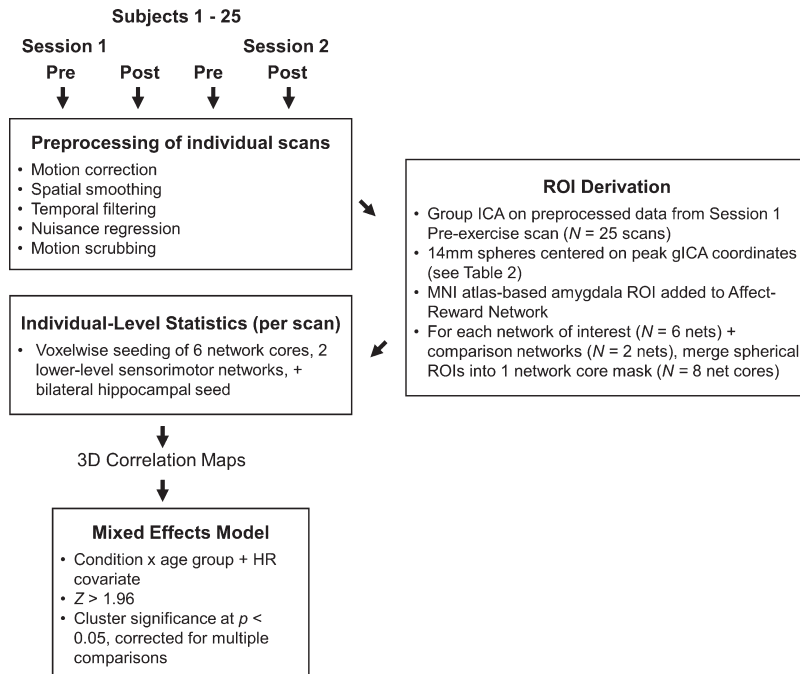 Subjects 1 - 25
Session 1 Session 2
Pre Post Pre Post
Preprocessing of individual scans
• Motion correction
• Spatial smoothing
• Temporal filtering
• Nuisance regression
• Motion scrubbing
ROI Derivation
• Group ICA on preprocessed data from Session 1
Pre-exercise scan (N = 25 scans)
• 14mm spheres centered on peak gICA coordinates
(see Table 2)
• MNI atlas-based amygdala ROI added to Affect-
Reward Network
• For each network of interest (N = 6 nets) +
comparison networks (N = 2 nets), merge spherical
ROIs into 1 network core mask (N = 8 net cores)
Individual-Level Statistics (per scan)
• Voxelwise seeding of 6 network cores, 2
lower-level sensorimotor networks, +
bilateral hippocampal seed
3D Correlation Maps
Mixed Effects Model
• Condition x age group + HR
covariate
• Z > 1.96
• Cluster significance at p <
0.05, corrected for multiple
comparisons